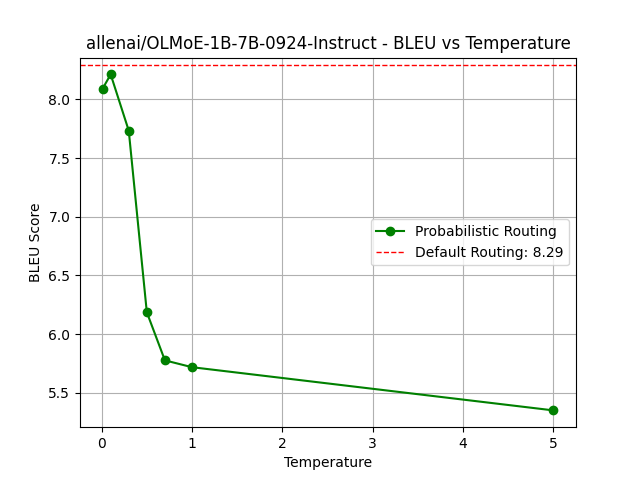 allenai/OLMoE-1B-7B-0924-Instruct - BLEU vs Temperature
BLEU Score
8.0
7.5
7.0
6.5
6.0
5.5
Probabilistic Routing
Default Routing: 8.29
0 1 2 3 4 5
Temperature